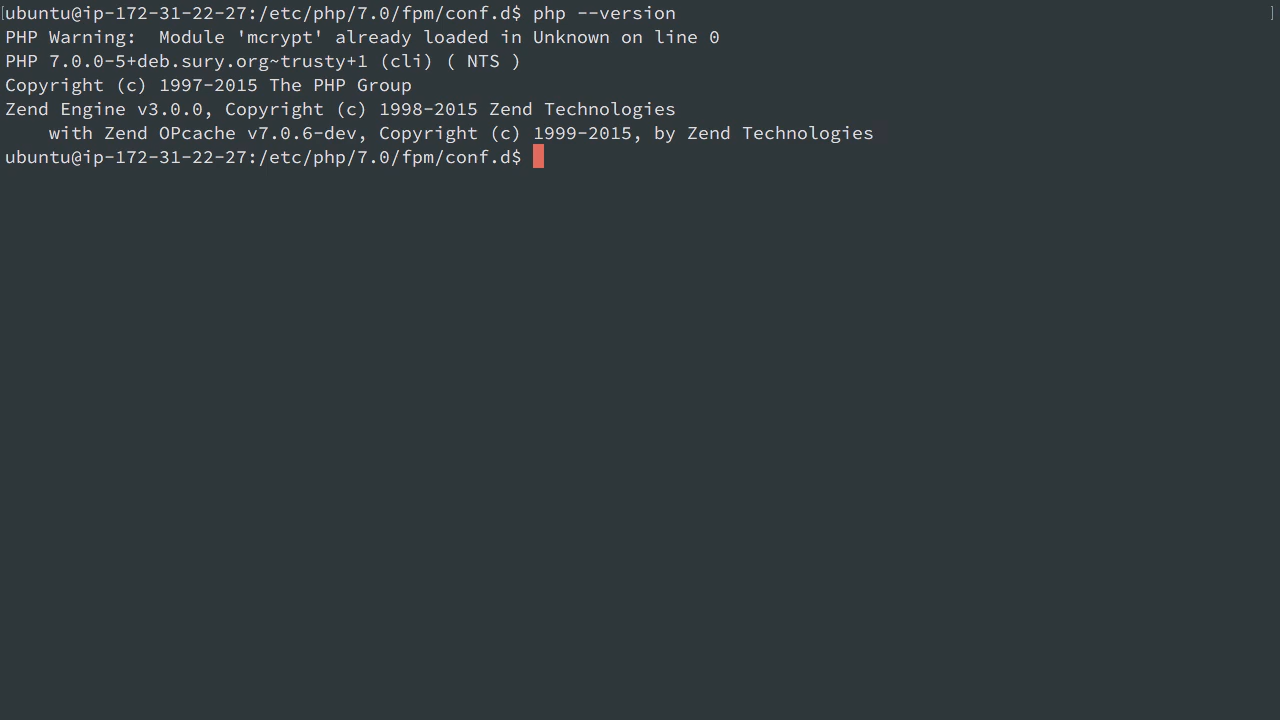 [ubuntu@ip-172-31-22-27:/etc/php/7.0/fpm/conf.d$ php --version ]
PHP Warning:  Module 'mcrypt' already loaded in Unknown on line 0
PHP 7.0.0-5+deb.sury.org~trusty+1 (cli) ( NTS )
Copyright (c) 1997-2015 The PHP Group
Zend Engine v3.0.0, Copyright (c) 1998-2015 Zend Technologies
    with Zend OPcache v7.0.6-dev, Copyright (c) 1999-2015, by Zend Technologies
ubuntu@ip-172-31-22-27:/etc/php/7.0/fpm/conf.d$